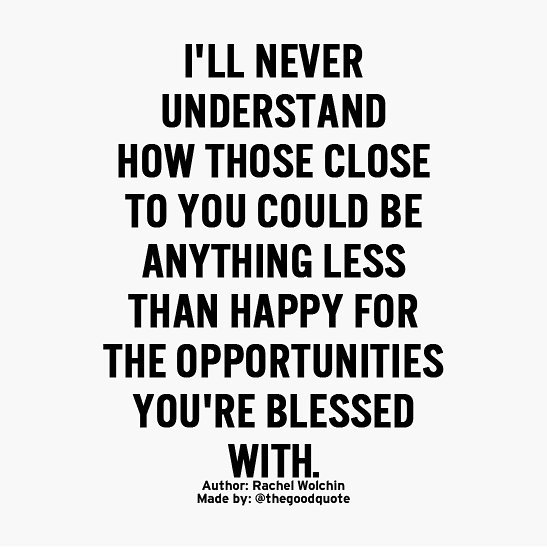 I'LL NEVER
UNDERSTAND
HOW THOSE CLOSE
TO YOU COULD BE
ANYTHING LESS
THAN HAPPY FOR
THE OPPORTUNITIES
YOU'RE BLESSED
WITH.
Author: Rachel Wolchin
Made by: @thegoodquote